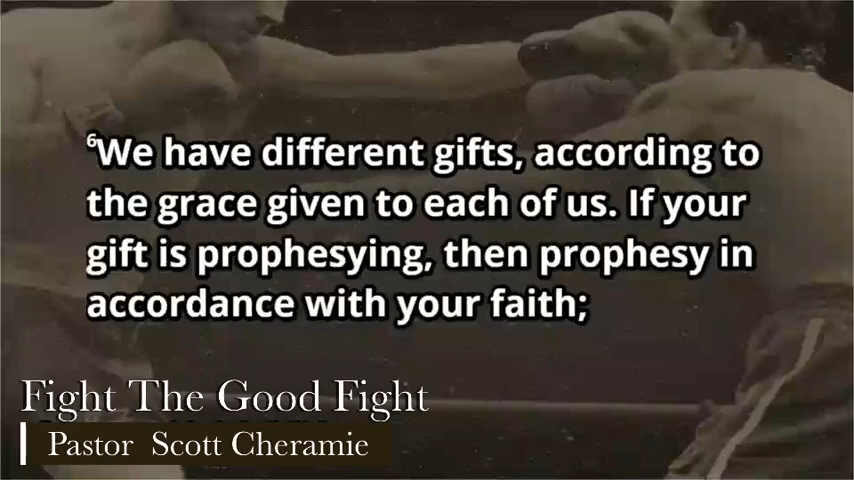 6We have different gifts, according to
the grace given to each of us. If your
gift is prophesying, then prophesy in
accordance with your faith;
Fight The Good Fight
Pastor Scott Cheramie